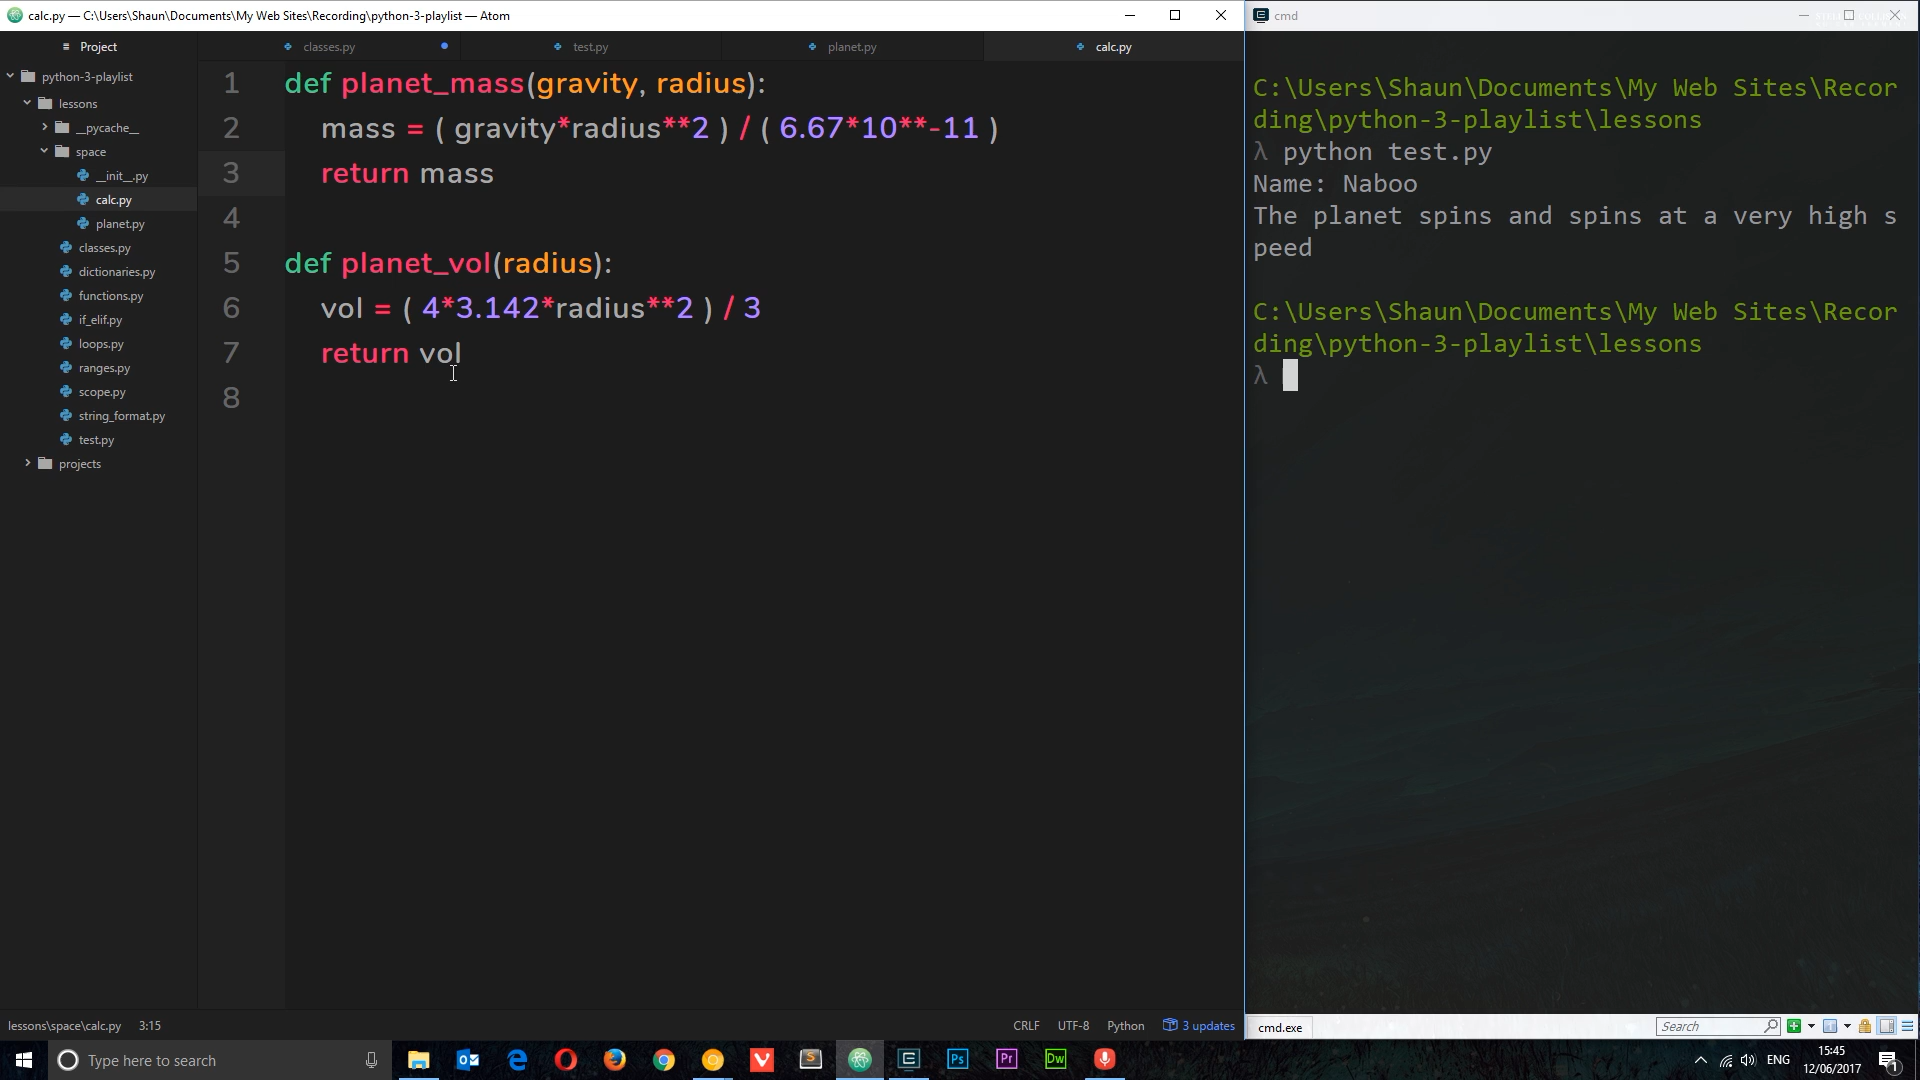 calc.py — C:\Users\Shaun\Documents\My Web Sites\Recording\python-3-playlist — Atom
Project
python-3-playlist
lessons
__pycache__
space
__init__.py
calc.py
planet.py
classes.py
dictionaries.py
functions.py
if_elif.py
loops.py
ranges.py
scope.py
string_format.py
test.py
projects
classes.py
test.py
planet.py
calc.py
1 def planet_mass(gravity, radius):
2 mass = ( gravity*radius**2 ) / ( 6.67*10**-11 )
3 return mass
4
5 def planet_vol(radius):
6 vol = ( 4*3.142*radius**2 ) / 3
7 return vol
8
lessons\space\calc.py 3:15
CRLF UTF-8 Python 3 updates
cmd
C:\Users\Shaun\Documents\My Web Sites\Recor
ding\python-3-playlist\lessons
λ python test.py
Name: Naboo
The planet spins and spins at a very high s
peed
C:\Users\Shaun\Documents\My Web Sites\Recor
ding\python-3-playlist\lessons
λ
cmd.exe
Search
Type here to search
Ps
Pr
Dw
ENG
15:45
12/06/2017
1